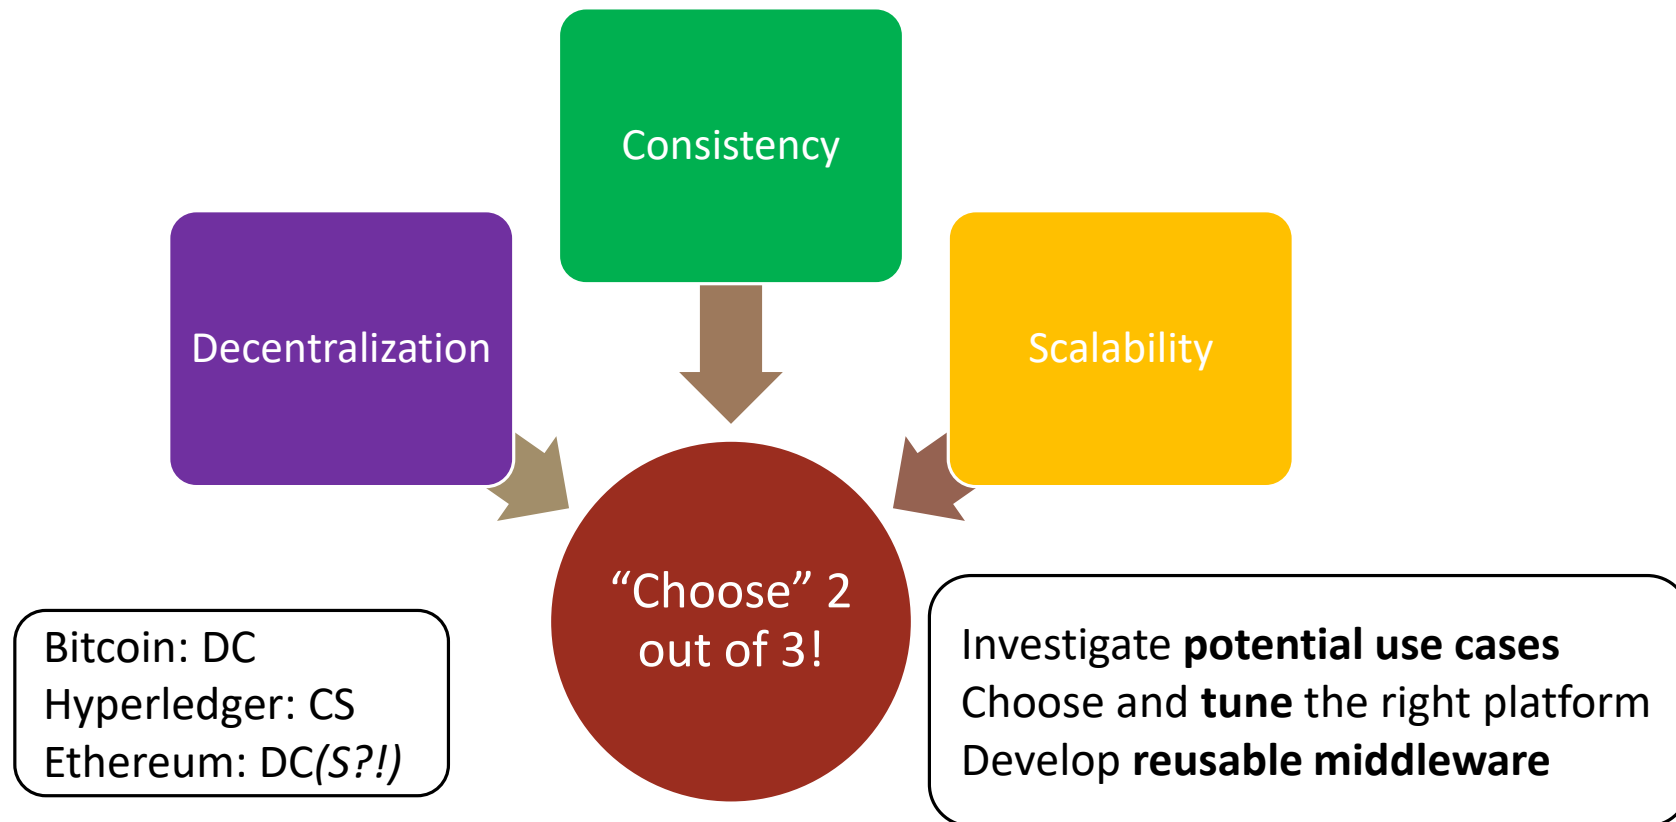 Consistency
Decentralization
Scalability
“Choose” 2
out of 3!
Bitcoin: DC
Hyperledger: CS
Ethereum: DC(S?!)
Investigate potential use cases
Choose and tune the right platform
Develop reusable middleware